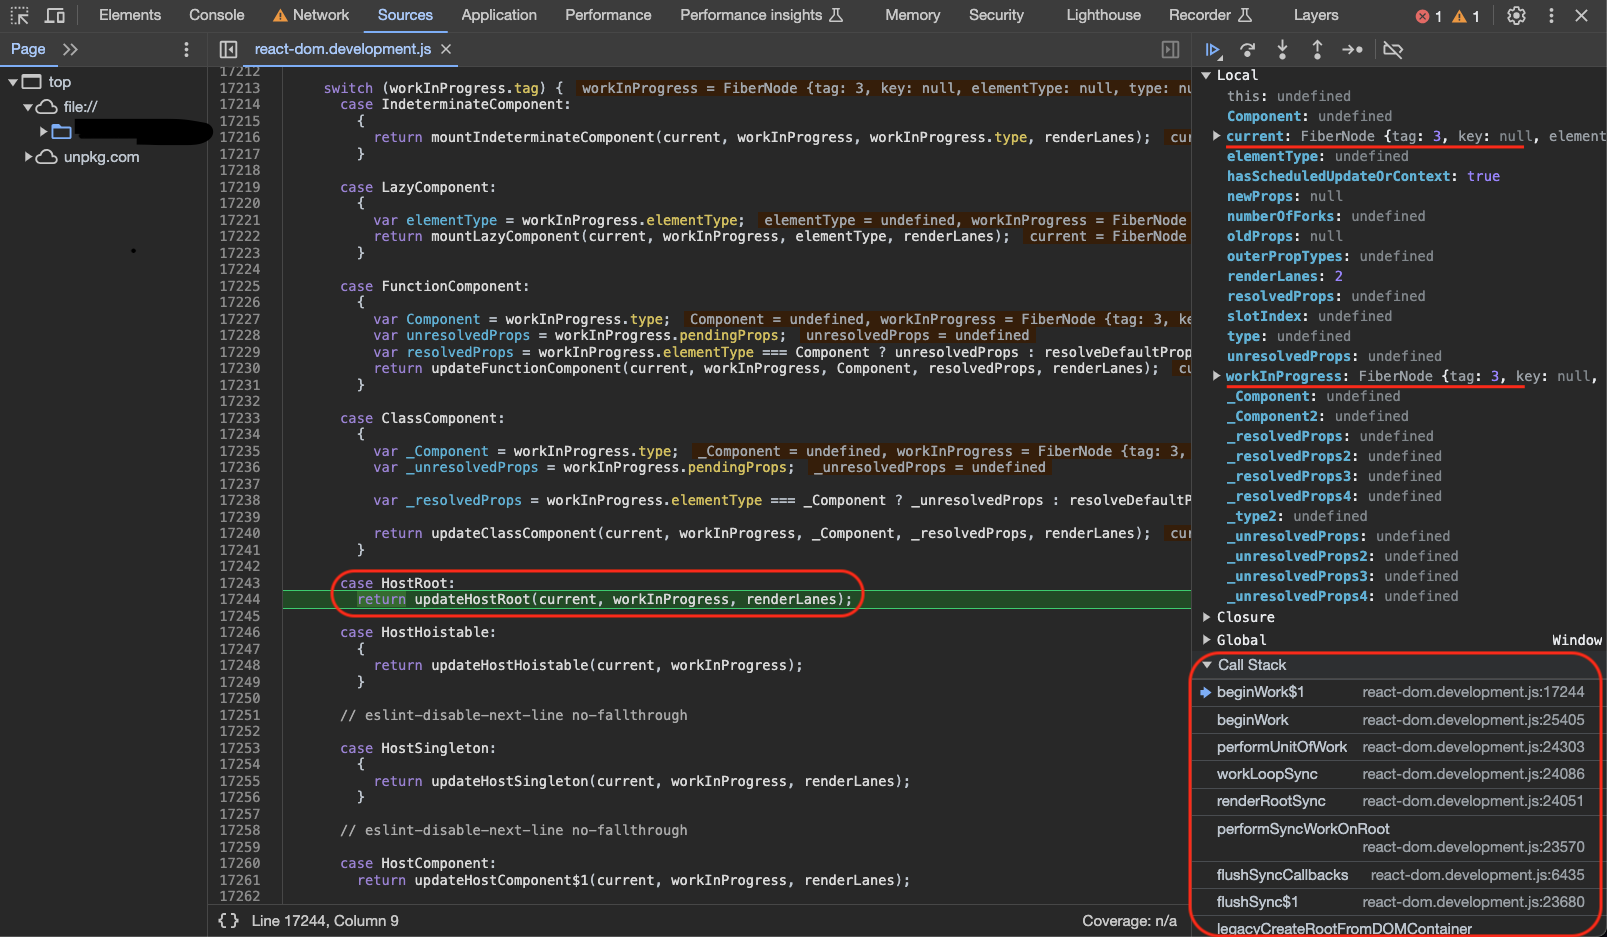 Elements Console Network Sources Application Performance Performance insights Memory Security Lighthouse Recorder Layers 1 1
Page react-dom.development.js
top
file://
unpkg.com
17212
17213 switch (workInProgress.tag) { workInProgress = FiberNode {tag: 3, key: null, elementType: null, type: nu
17214 case IndeterminateComponent:
17215 {
17216 return mountIndeterminateComponent(current, workInProgress, workInProgress.type, renderLanes); cur
17217 }
17218
17219 case LazyComponent:
17220 {
17221 var elementType = workInProgress.elementType; elementType = undefined, workInProgress = FiberNode
17222 return mountLazyComponent(current, workInProgress, elementType, renderLanes); current = FiberNode
17223 }
17224
17225 case FunctionComponent:
17226 {
17227 var Component = workInProgress.type; Component = undefined, workInProgress = FiberNode {tag: 3, ke
17228 var unresolvedProps = workInProgress.pendingProps; unresolvedProps = undefined
17229 var resolvedProps = workInProgress.elementType === Component ? unresolvedProps : resolveDefaultProp
17230 return updateFunctionComponent(current, workInProgress, Component, resolvedProps, renderLanes); cu
17231 }
17232
17233 case ClassComponent:
17234 {
17235 var _Component = workInProgress.type; _Component = undefined, workInProgress = FiberNode {tag: 3,
17236 var _unresolvedProps = workInProgress.pendingProps; _unresolvedProps = undefined
17237
17238 var _resolvedProps = workInProgress.elementType === _Component ? _unresolvedProps : resolveDefaultP
17239
17240 return updateClassComponent(current, workInProgress, _Component, _resolvedProps, renderLanes); cur
17241 }
17242
17243 case HostRoot:
17244 return updateHostRoot(current, workInProgress, renderLanes);
17245
17246 case HostHoistable:
17247 {
17248 return updateHostHoistable(current, workInProgress);
17249 }
17250
17251 // eslint-disable-next-line no-fallthrough
17252
17253 case HostSingleton:
17254 {
17255 return updateHostSingleton(current, workInProgress, renderLanes);
17256 }
17257
17258 // eslint-disable-next-line no-fallthrough
17259
17260 case HostComponent:
17261 return updateHostComponent$1(current, workInProgress, renderLanes);
17262
{} Line 17244, Column 9 Coverage: n/a
Local
this: undefined
Component: undefined
current: FiberNode {tag: 3, key: null, element
elementType: undefined
hasScheduledUpdateOrContext: true
newProps: null
numberOfForks: undefined
oldProps: null
outerPropTypes: undefined
renderLanes: 2
resolvedProps: undefined
slotIndex: undefined
type: undefined
unresolvedProps: undefined
workInProgress: FiberNode {tag: 3, key: null,
_Component: undefined
_Component2: undefined
_resolvedProps: undefined
_resolvedProps2: undefined
_resolvedProps3: undefined
_resolvedProps4: undefined
_type2: undefined
_unresolvedProps: undefined
_unresolvedProps2: undefined
_unresolvedProps3: undefined
_unresolvedProps4: undefined
Closure
Global Window
Call Stack
beginWork$1 react-dom.development.js:17244
beginWork react-dom.development.js:25405
performUnitOfWork react-dom.development.js:24303
workLoopSync react-dom.development.js:24086
renderRootSync react-dom.development.js:24051
performSyncWorkOnRoot
react-dom.development.js:23570
flushSyncCallbacks react-dom.development.js:6435
flushSync$1 react-dom.development.js:23680
legacyCreateRootFromDOMContainer